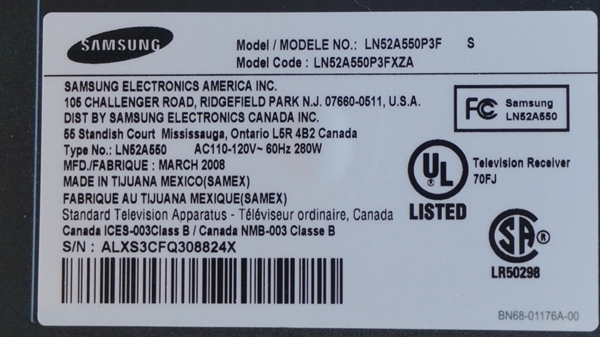 SAMSUNG
Model / MODELE NO.: LN52A550P3F S
Model Code : LN52A550P3FXZA
SAMSUNG ELECTRONICS AMERICA INC.
105 CHALLENGER ROAD, RIDGEFIELD PARK N.J. 07660-0511, U.S.A.
DIST BY SAMSUNG ELECTRONICS CANADA INC.
55 Standish Court Mississauga, Ontario L5R 4B2 Canada
Type No.: LN52A550 AC110-120V~ 60Hz 280W
MFD./FABRIQUE : MARCH 2008
MADE IN TIJUANA MEXICO(SAMEX)
FABRIQUE AU TIJUANA MEXIQUE(SAMEX)
Standard Television Apparatus - Téléviseur ordinaire, Canada
Canada ICES-003Class B / Canada NMB-003 Classe B
S/N : ALXS3CFQ308824X
FC Samsung
LN52A550
UL ®
LISTED
Television Receiver
70FJ
SA ®
LR50298
BN68-01176A-00